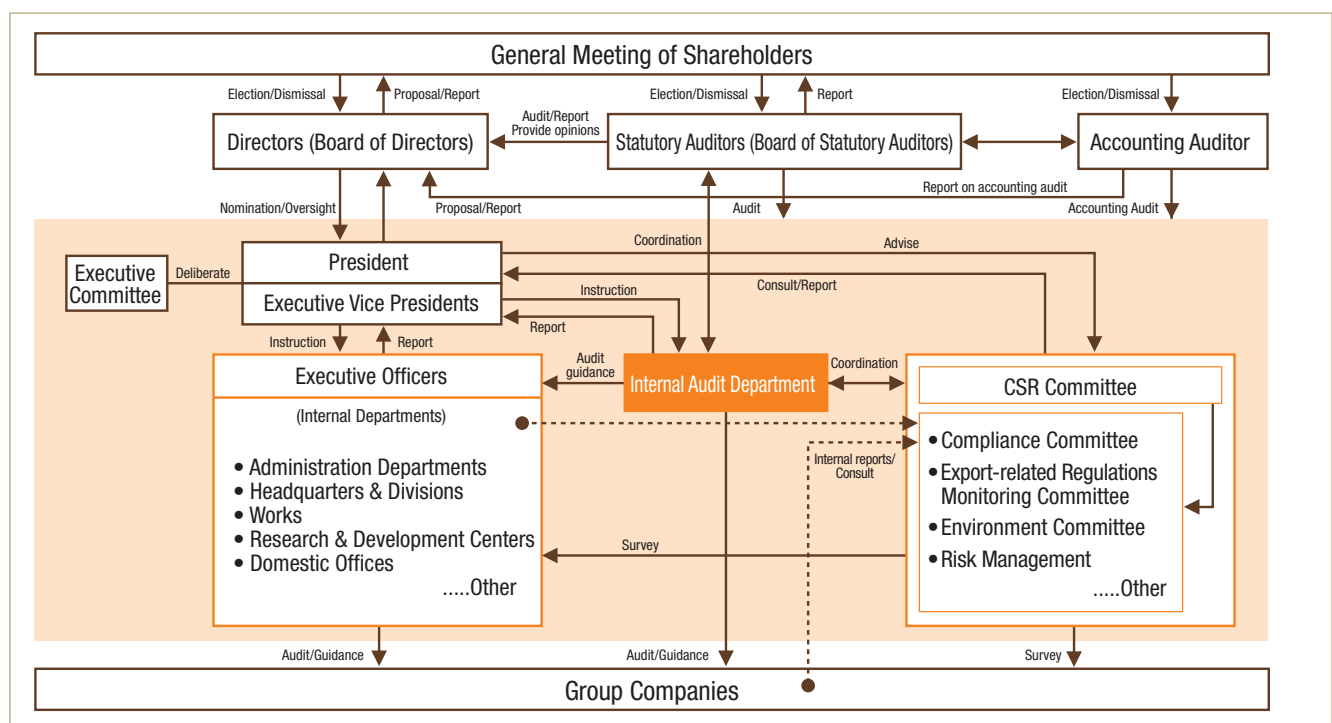 General Meeting of Shareholders
Election/Dismissal
Proposal/Report
Election/Dismissal
Report
Election/Dismissal
Audit/Report
Provide opinions
Directors (Board of Directors)
Statutory Auditors (Board of Statutory Auditors)
Accounting Auditor
Report on accounting audit
Nomination/Oversight
Proposal/Report
Audit
Accounting Audit
Coordination
Advise
Executive
Committee
Deliberate
President
Consult/Report
Executive Vice Presidents
Instruction
Report
Instruction
Report
Executive Officers
Audit
guidance
Internal Audit Department
Coordination
CSR Committee
(Internal Departments)
• Administration Departments
• Headquarters & Divisions
• Works
• Research & Development Centers
• Domestic Offices
.....Other
Internal reports/
Consult
• Compliance Committee
• Export-related Regulations
Monitoring Committee
• Environment Committee
• Risk Management
.....Other
Survey
Audit/Guidance
Audit/Guidance
Survey
Group Companies